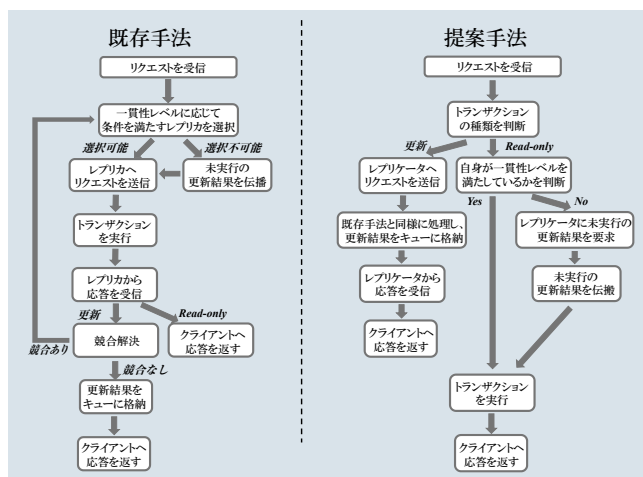 既存手法
リクエストを受信
一貫性レベルに応じて
条件を満たすレプリカを選択
選択可能
選択不可能
レプリカへ
リクエストを送信
未実行の
更新結果を伝播
トランザクション
を実行
レプリカから
応答を受信
更新
Read-only
競合あり
競合解決
クライアントへ
応答を返す
競合なし
更新結果を
キューに格納
クライアントへ
応答を返す
提案手法
リクエストを受信
トランザクション
の種類を判断
更新
Read-only
レプリケータへ
リクエストを送信
自身が一貫性レベルを
満たしているかを判断
Yes
No
既存手法と同様に処理し、
更新結果をキューに格納
レプリケータに未実行の
更新結果を要求
レプリケータから
応答を受信
未実行の
更新結果を伝搬
クライアントへ
応答を返す
トランザクション
を実行
クライアントへ
応答を返す